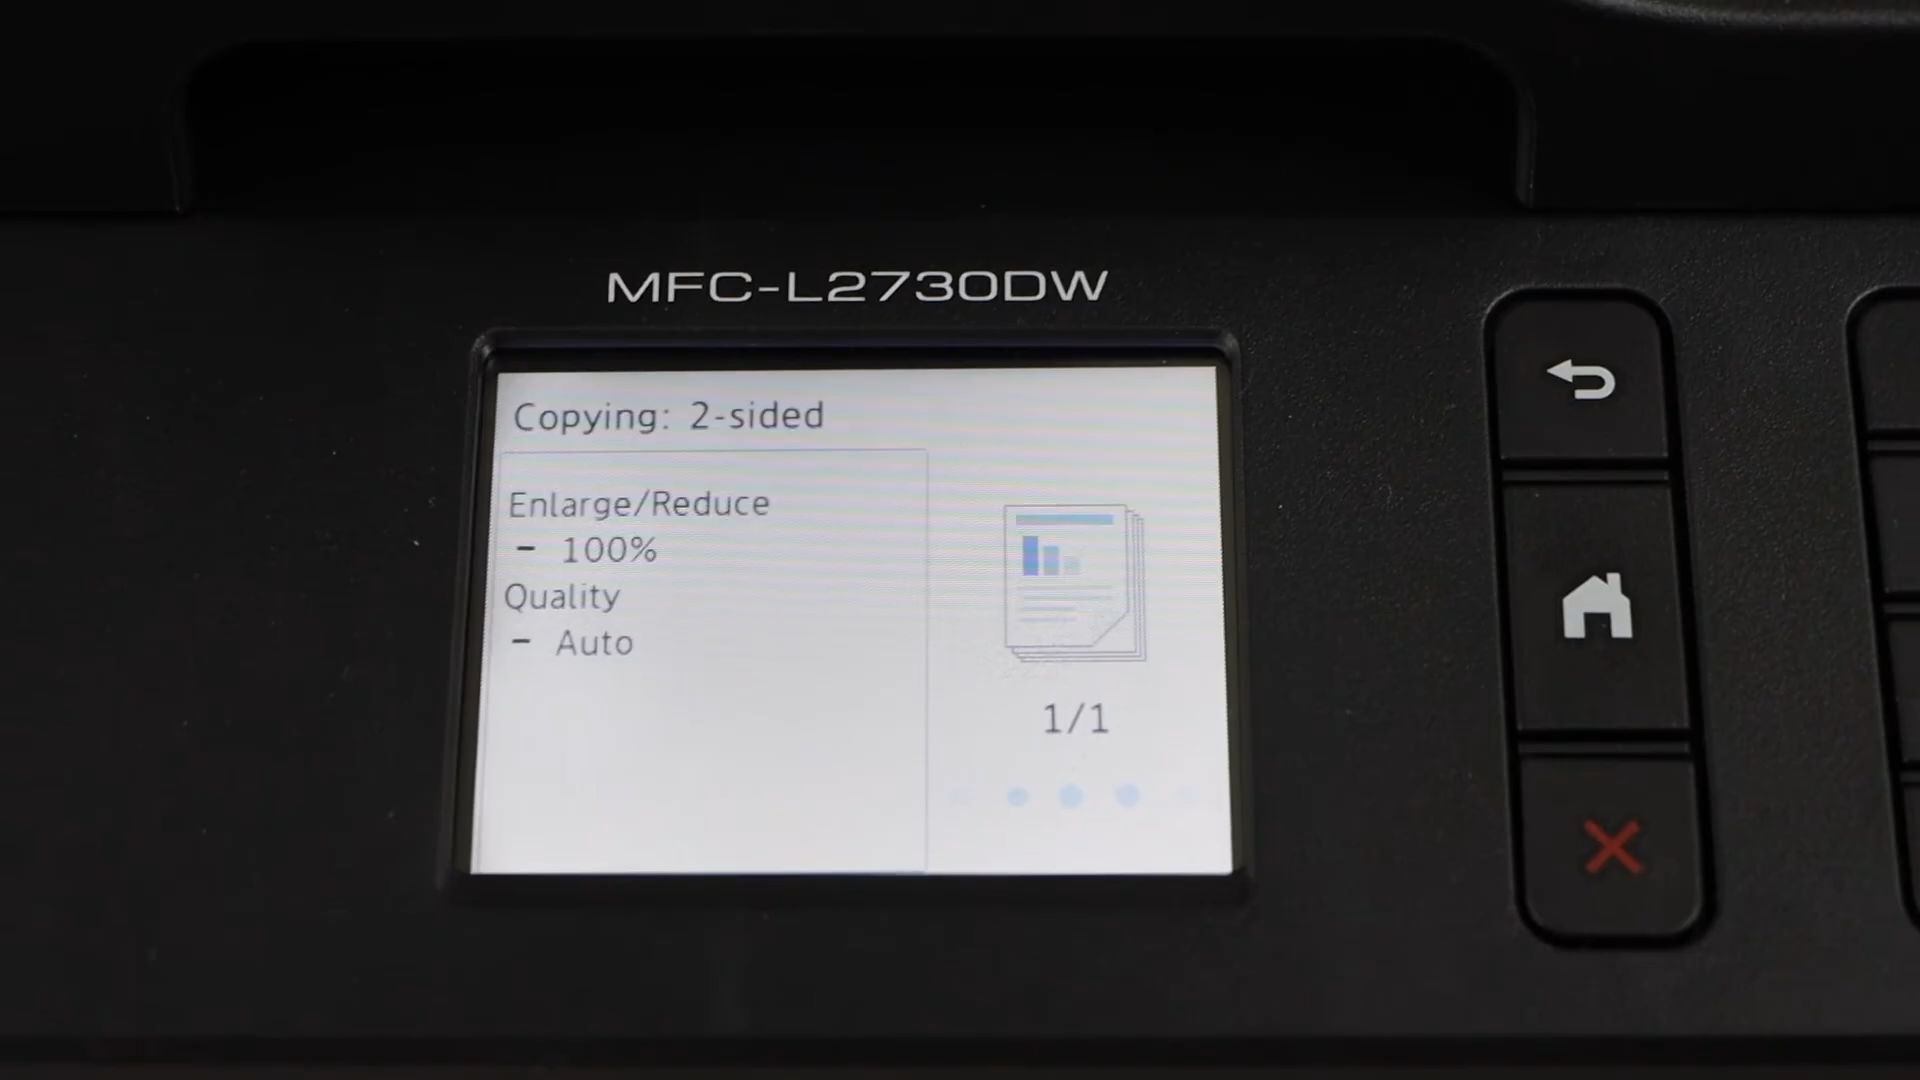 MFC-L2730DW
Copying: 2-sided
Enlarge/Reduce
- 100%
Quality
- Auto
1/1